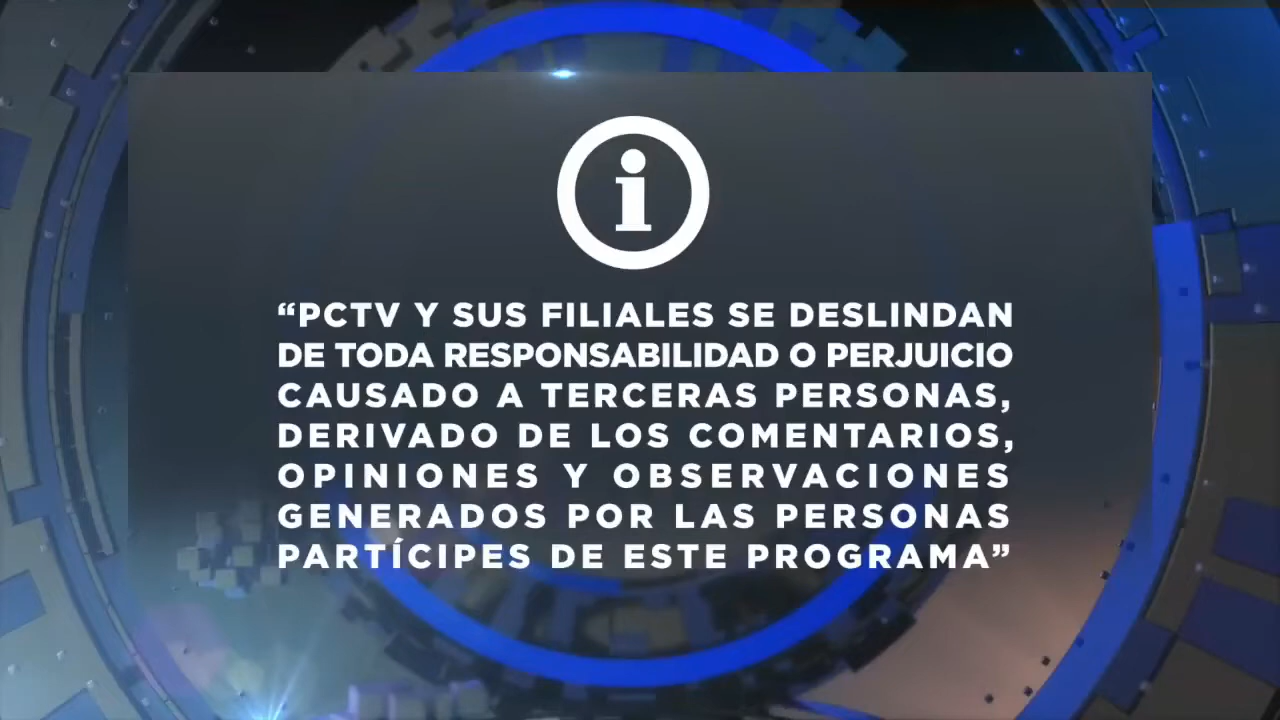 “PCTV Y SUS FILIALES SE DESLINDAN
DE TODA RESPONSABILIDAD O PERJUICIO
CAUSADO A TERCERAS PERSONAS,
DERIVADO DE LOS COMENTARIOS,
OPINIONES Y OBSERVACIONES
GENERADOS POR LAS PERSONAS
PARTÍCIPES DE ESTE PROGRAMA”